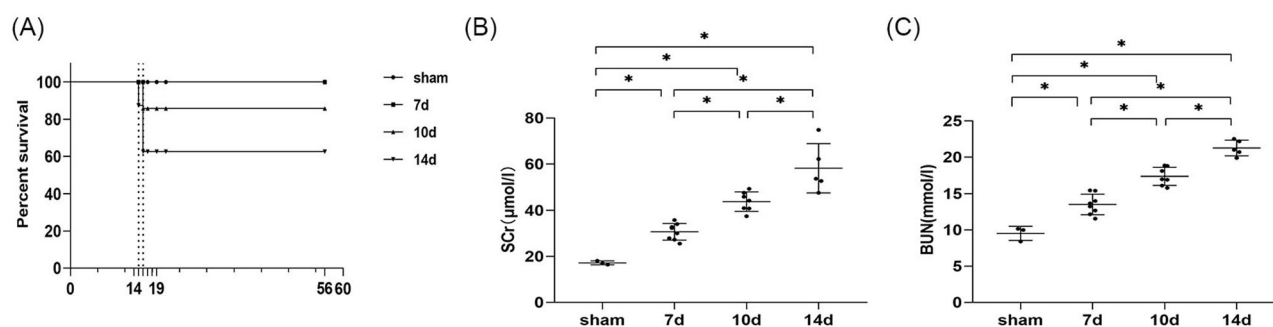 (A)
Percent survival
100
80
60
40
20
0
0
14
19
56
60
sham
7d
10d
14d
(B)
*
*
*
*
*
*
SCr(μmol/l)
80
60
40
20
0
sham
7d
10d
14d
(C)
*
*
*
*
*
*
BUN(mmol/l)
25
20
15
10
5
0
sham
7d
10d
14d